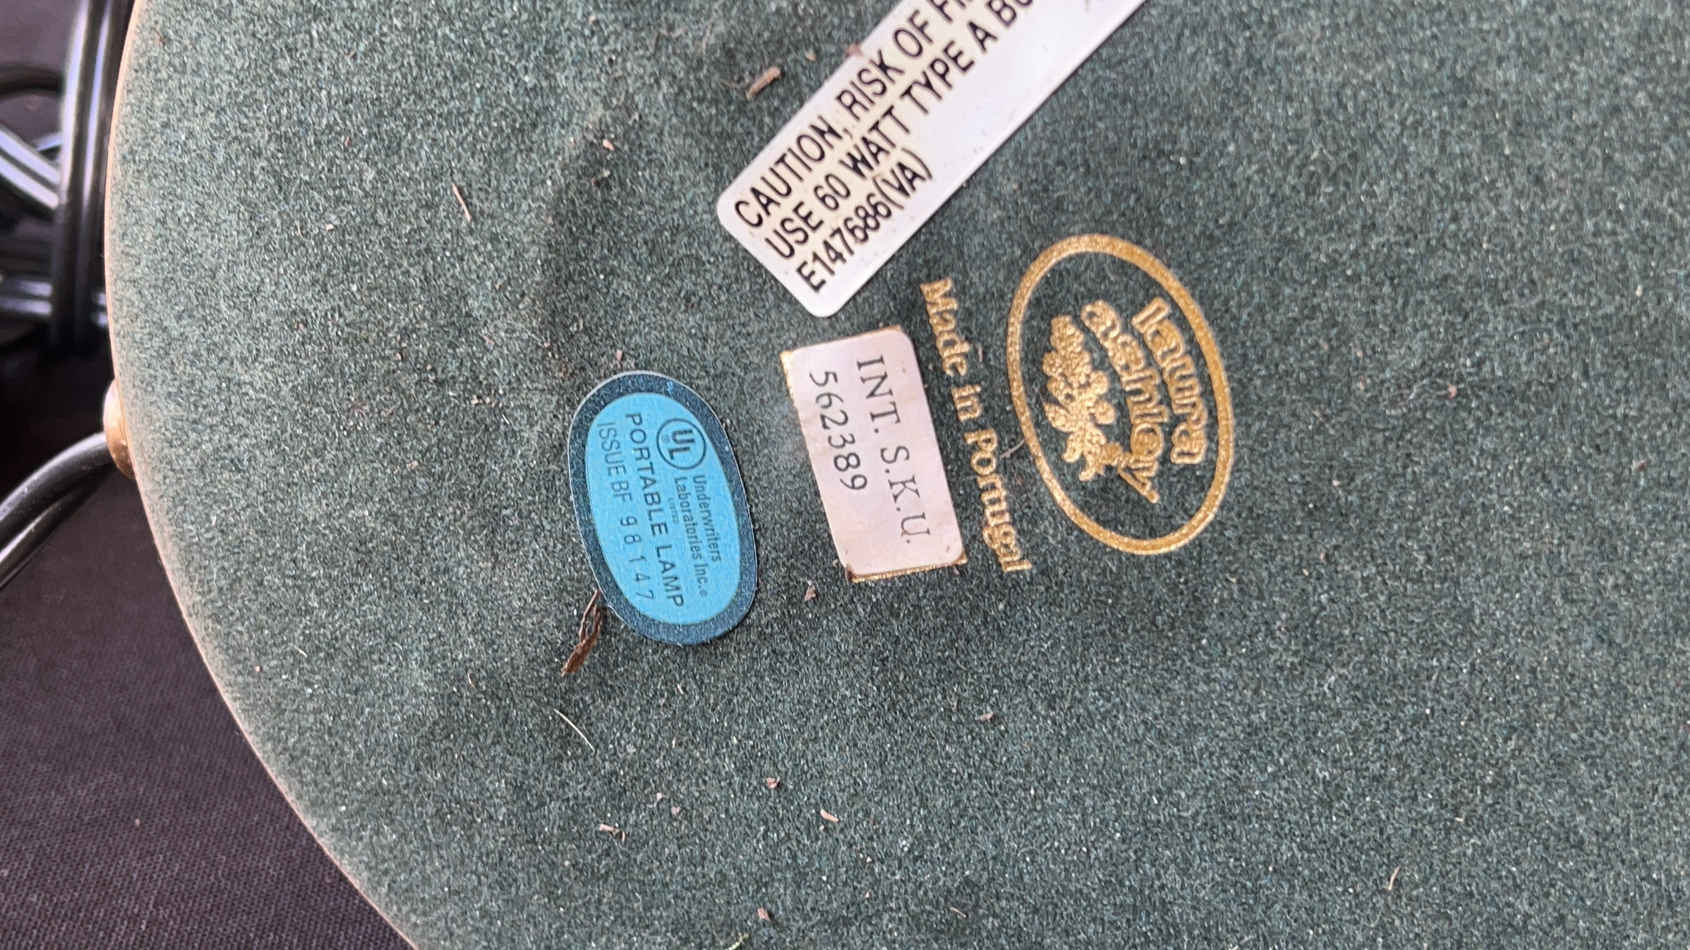 CAUTION, RISK OF
USE 60 WATT TYPE A
E147686(VA)
laura
ashley
Made in Portugal
INT. S.K.U.
562389
UL
Underwriters
Laboratories Inc.®
PORTABLE LAMP
ISSUE BF 98147